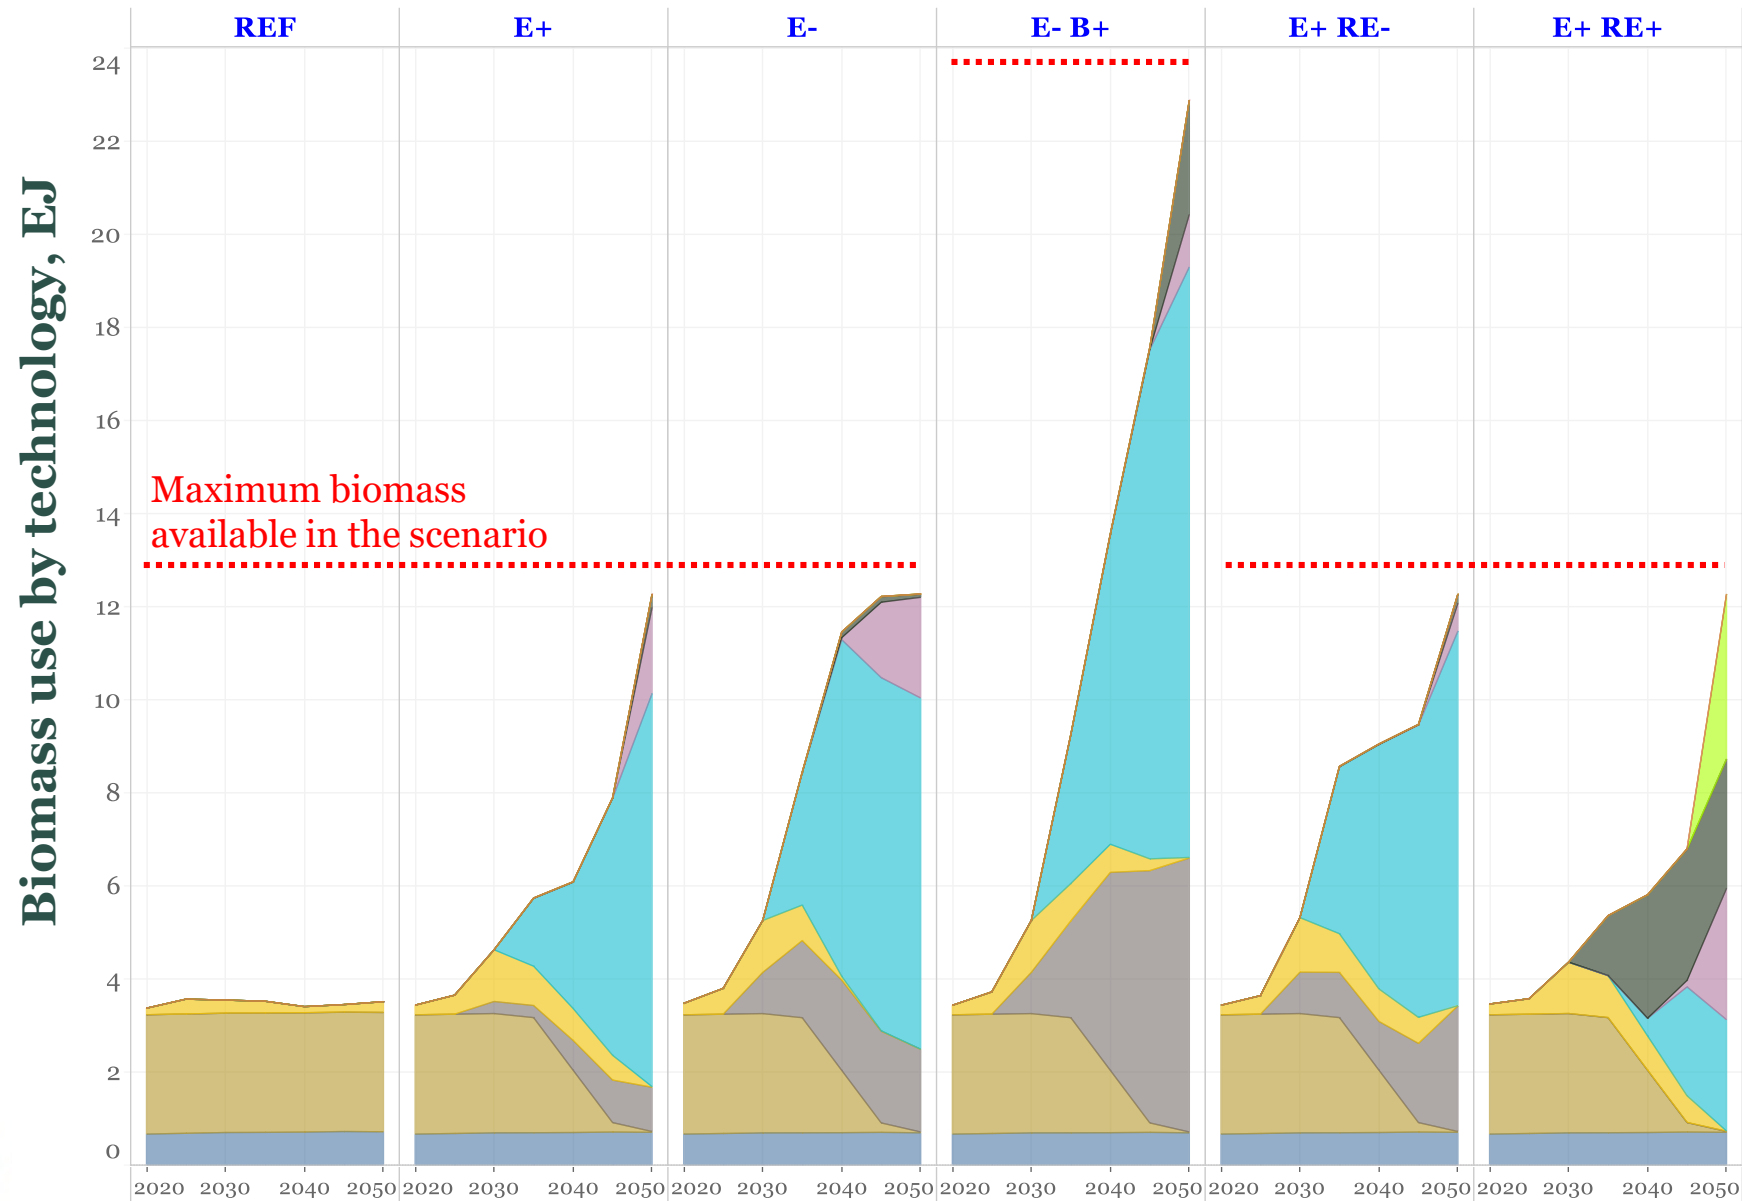 REF E+ E- E- B+ E+ RE- E+ RE+
Biomass use by technology, EJ
24
22
20
18
16
Maximum biomass
14
available in the scenario
12
10
8
6
4
2
0
2020 2030 2040 2050 2020 2030 2040 2050 2020 2030 2040 2050 2020 2030 2040 2050 2020 2030 2040 2050 2020 2030 2040 2050